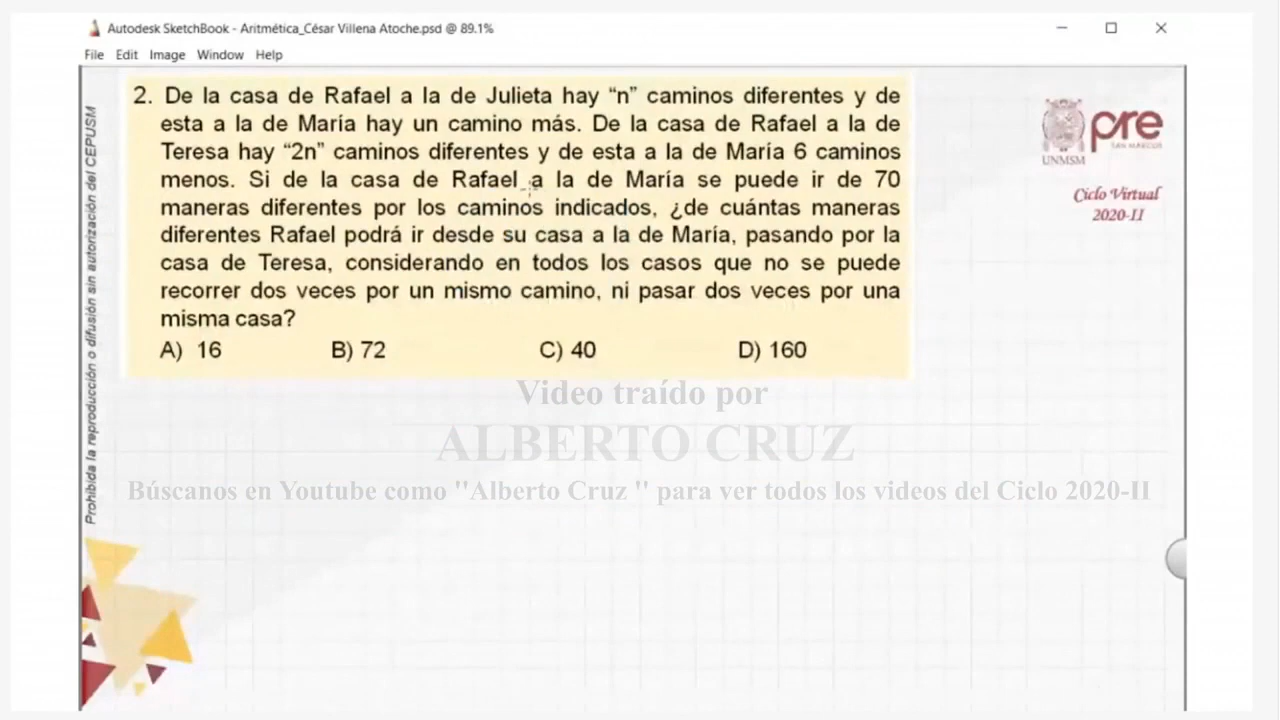 Autodesk SketchBook - Aritmética_César Villena Atoche.psd @ 89.1%
File Edit Image Window Help
2. De la casa de Rafael a la de Julieta hay “n” caminos diferentes y de
esta a la de María hay un camino más. De la casa de Rafael a la de
Teresa hay “2n” caminos diferentes y de esta a la de María 6 caminos
menos. Si de la casa de Rafael a la de María se puede ir de 70
maneras diferentes por los caminos indicados, ¿de cuántas maneras
diferentes Rafael podrá ir desde su casa a la de María, pasando por la
casa de Teresa, considerando en todos los casos que no se puede
recorrer dos veces por un mismo camino, ni pasar dos veces por una
misma casa?
A) 16 B) 72 C) 40 D) 160
Prohibida la reproducción o difusión sin autorización del CEPUSM
UNMSM
pre
SAN MARCOS
Ciclo Virtual
2020-II
Video traído por
ALBERTO CRUZ
Búscanos en Youtube como "Alberto Cruz " para ver todos los videos del Ciclo 2020-II